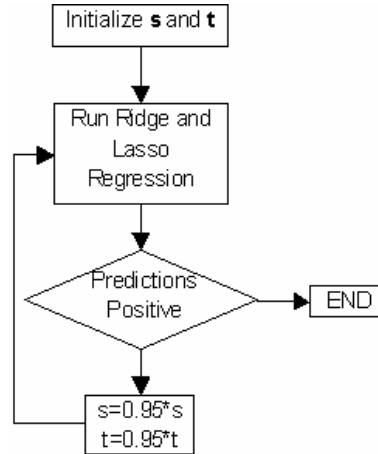 Initialize s and t
Run Ridge and
Lasso
Regression
Predictions
Positive
END
s=0.95*s
t=0.95*t